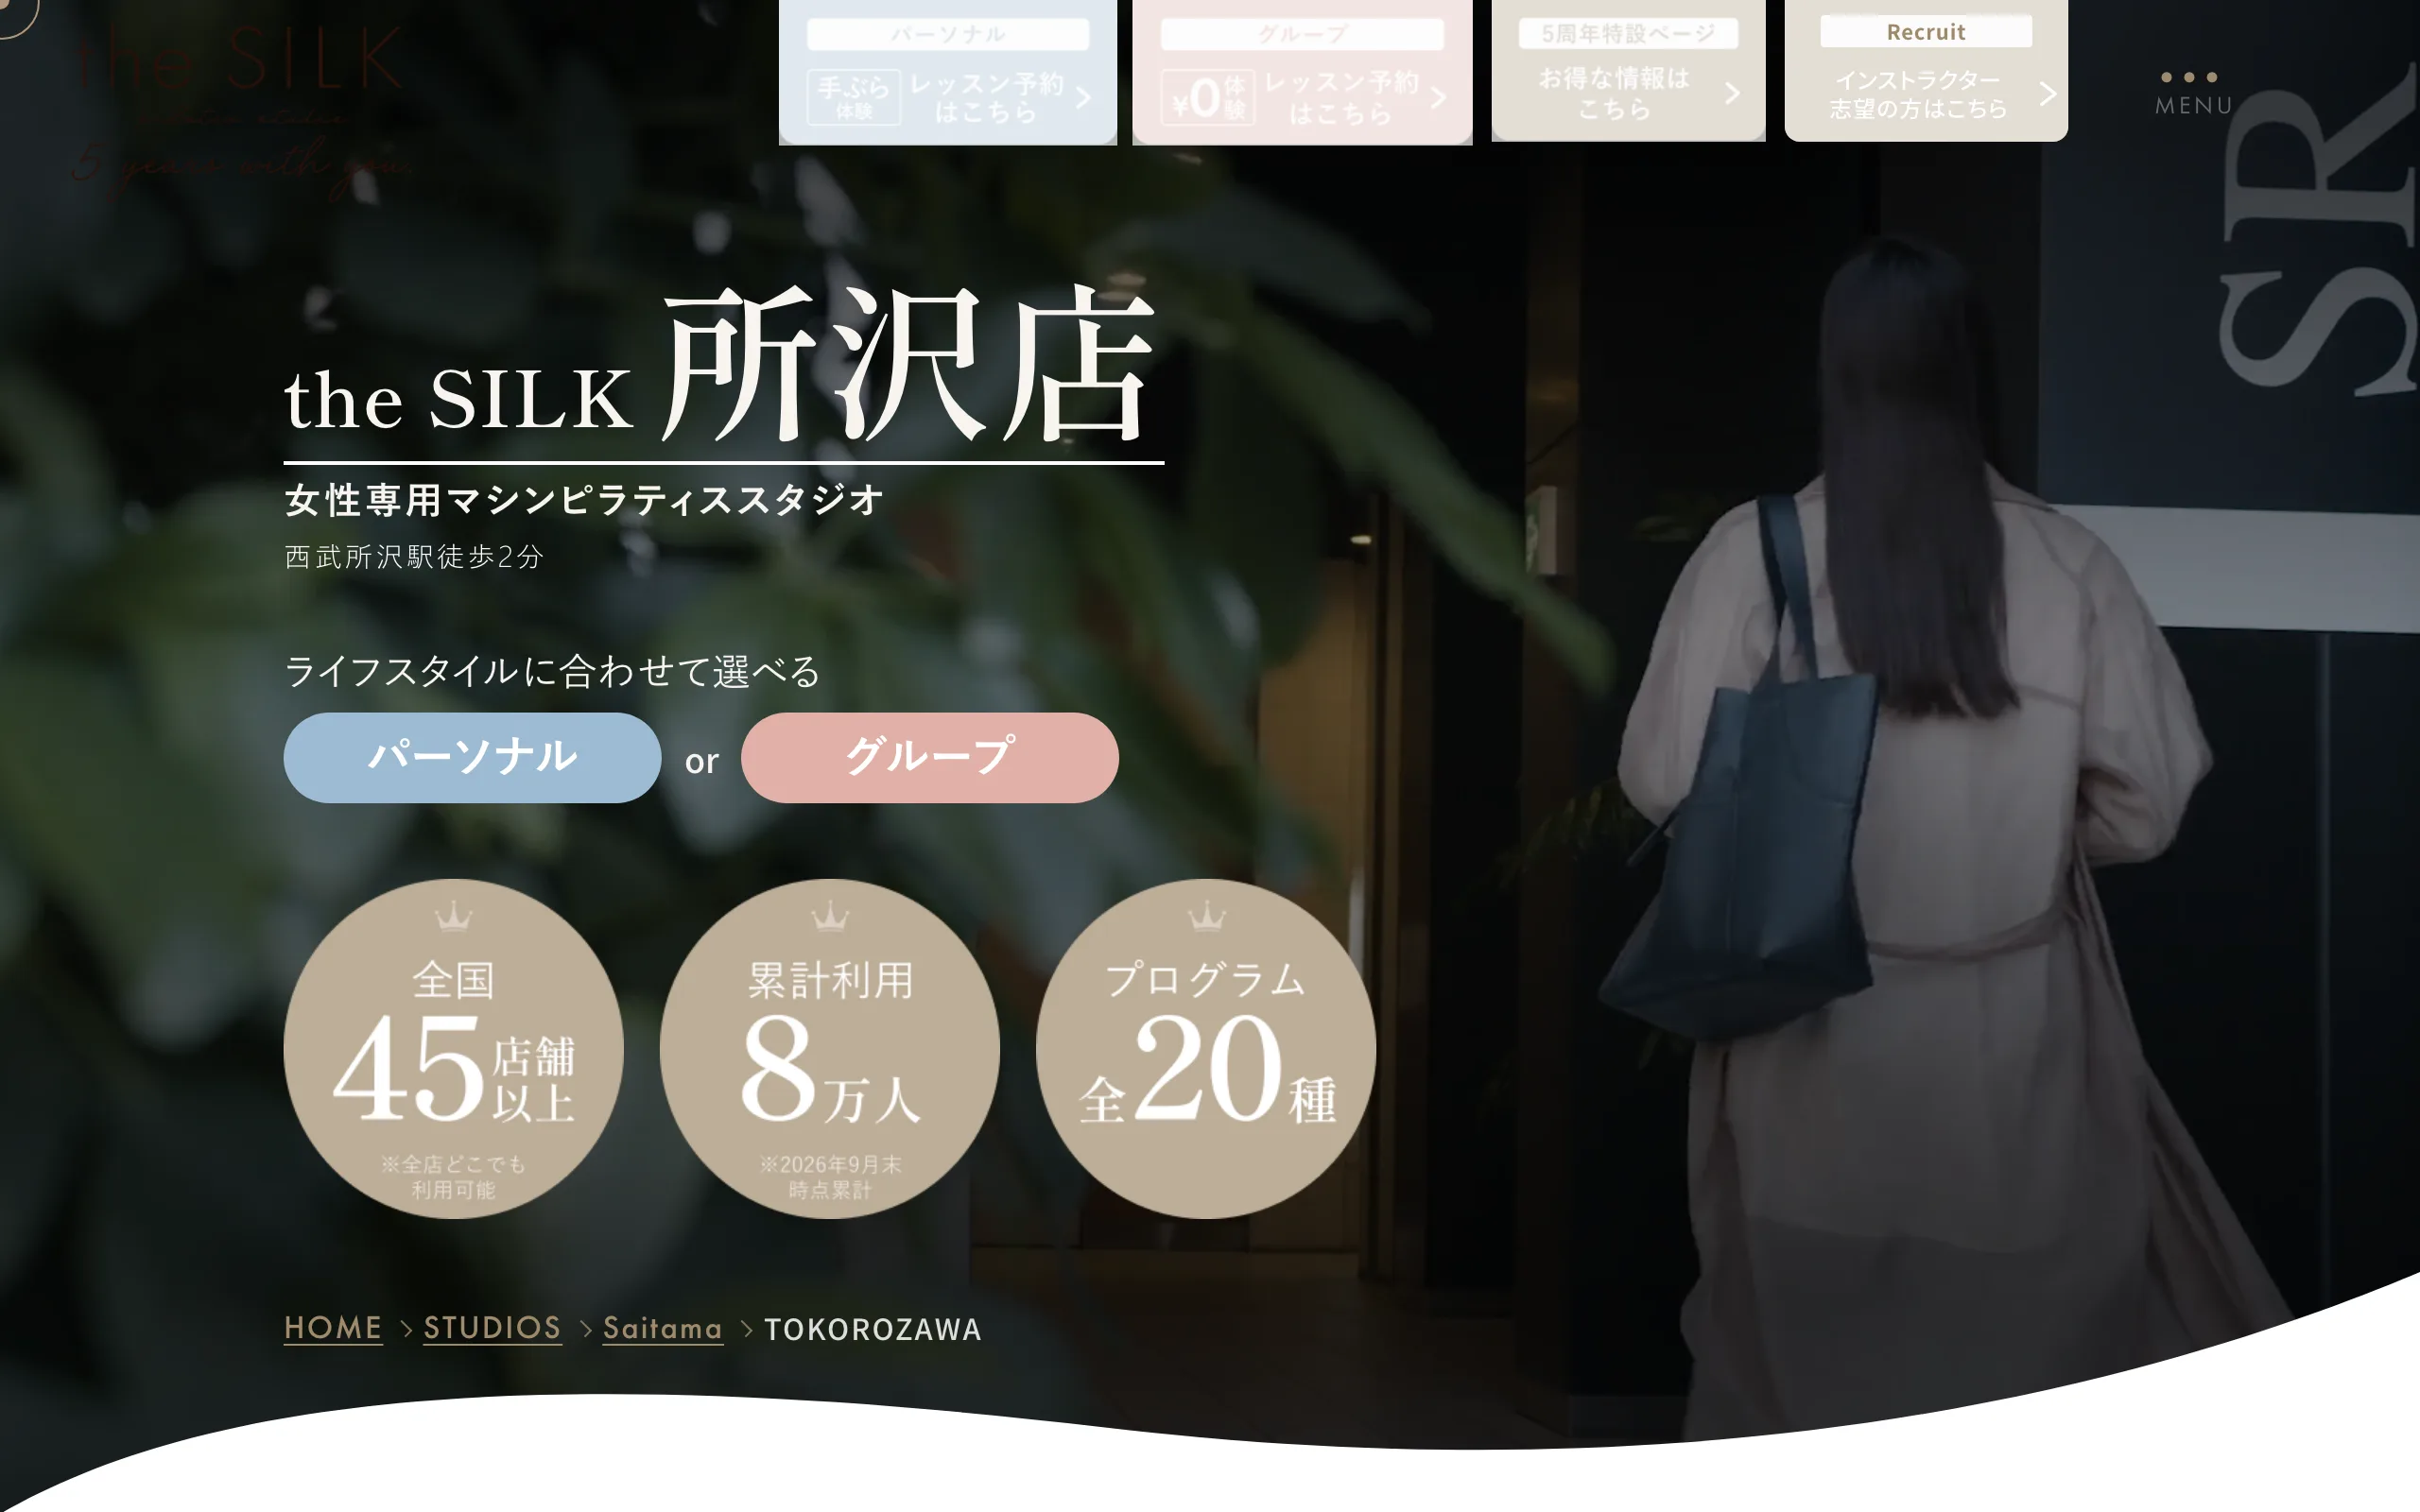 the SILK
5 years with you.
パーソナル
手ぶら
体験
レッスン予約
はこちら
グループ
¥0体験
レッスン予約
はこちら
5周年特設ページ
お得な情報は
こちら
Recruit
インストラクター
志望の方はこちら
MENU
SR
the SILK 所沢店
女性専用マシンピラティススタジオ
西武所沢駅徒歩2分
ライフスタイルに合わせて選べる
パーソナル or グループ
全国
45店舗以上
※全店どこでも
利用可能
累計利用
8万人
※2026年9月末
時点累計
プログラム
全20種
HOME > STUDIOS > Saitama > TOKOROZAWA